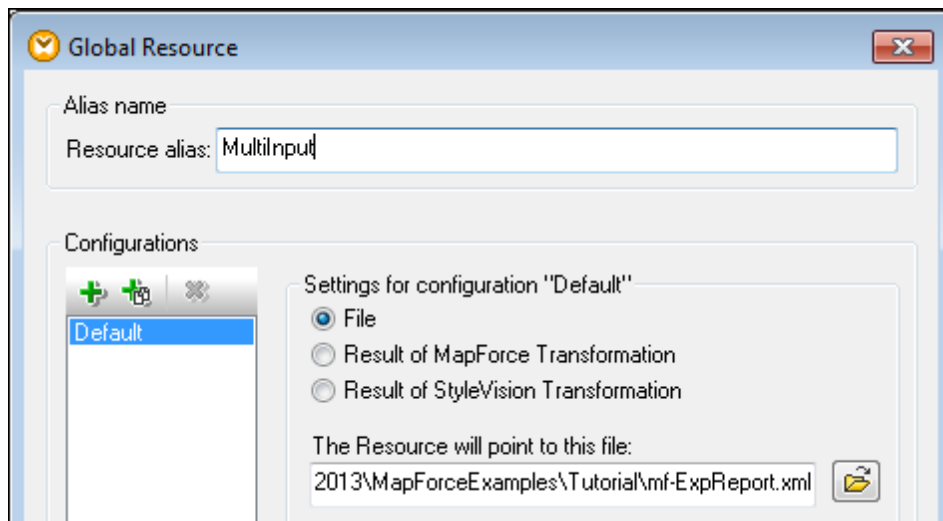 Global Resource
Alias name
Resource alias: MultiInput
Configurations
Settings for configuration "Default"
Default
File
Result of MapForce Transformation
Result of StyleVision Transformation
The Resource will point to this file:
2013\MapForceExamples\Tutorial\mf-ExpReport.xml